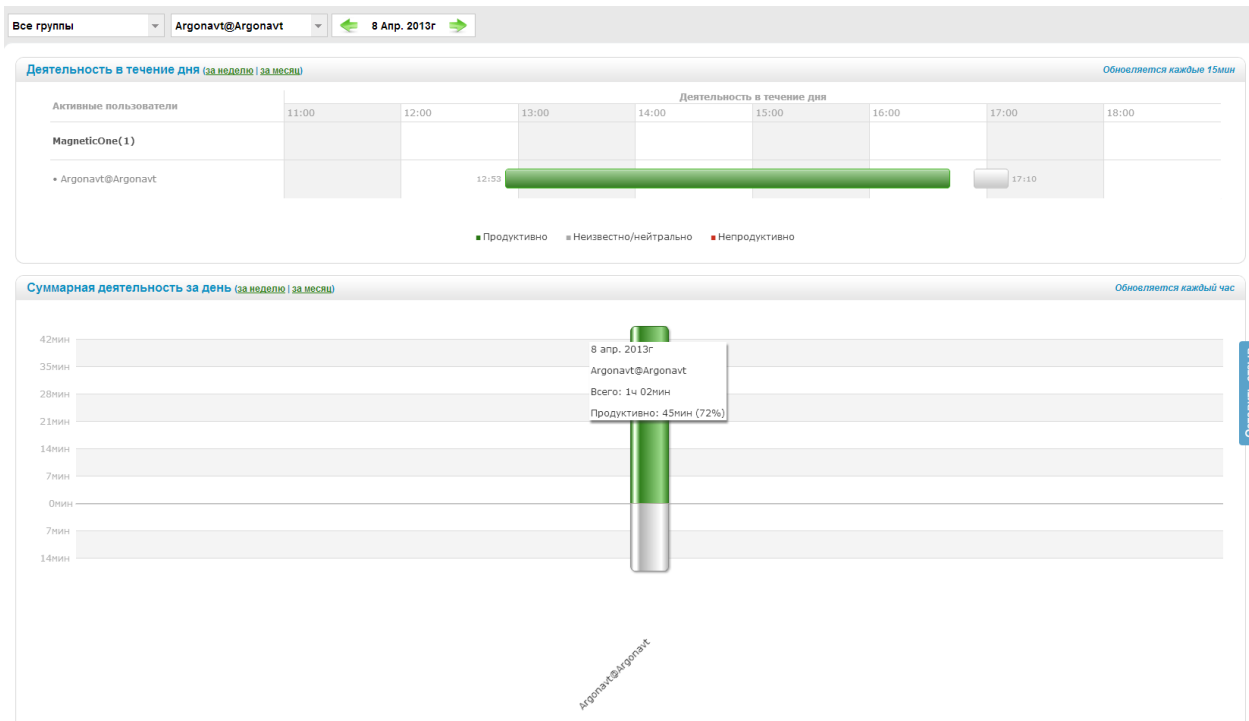 Все группы Argonavt@Argonavt 8 Апр. 2013г
Деятельность в течение дня (за неделю | за месяц) Обновляется каждые 15мин
Деятельность в течение дня
Активные пользователи
11:00 12:00 13:00 14:00 15:00 16:00 17:00 18:00
MagneticOne(1)
• Argonavt@Argonavt 12:53 17:10
Продуктивно Неизвестно/нейтрально Непродуктивно
Суммарная деятельность за день (за неделю | за месяц) Обновляется каждый час
42мин
8 апр. 2013г
35мин
Argonavt@Argonavt
28мин
Всего: 1ч 02мин
21мин
Продуктивно: 45мин (72%)
14мин
7мин
0мин
7мин
14мин
Argonavt@Argonavt